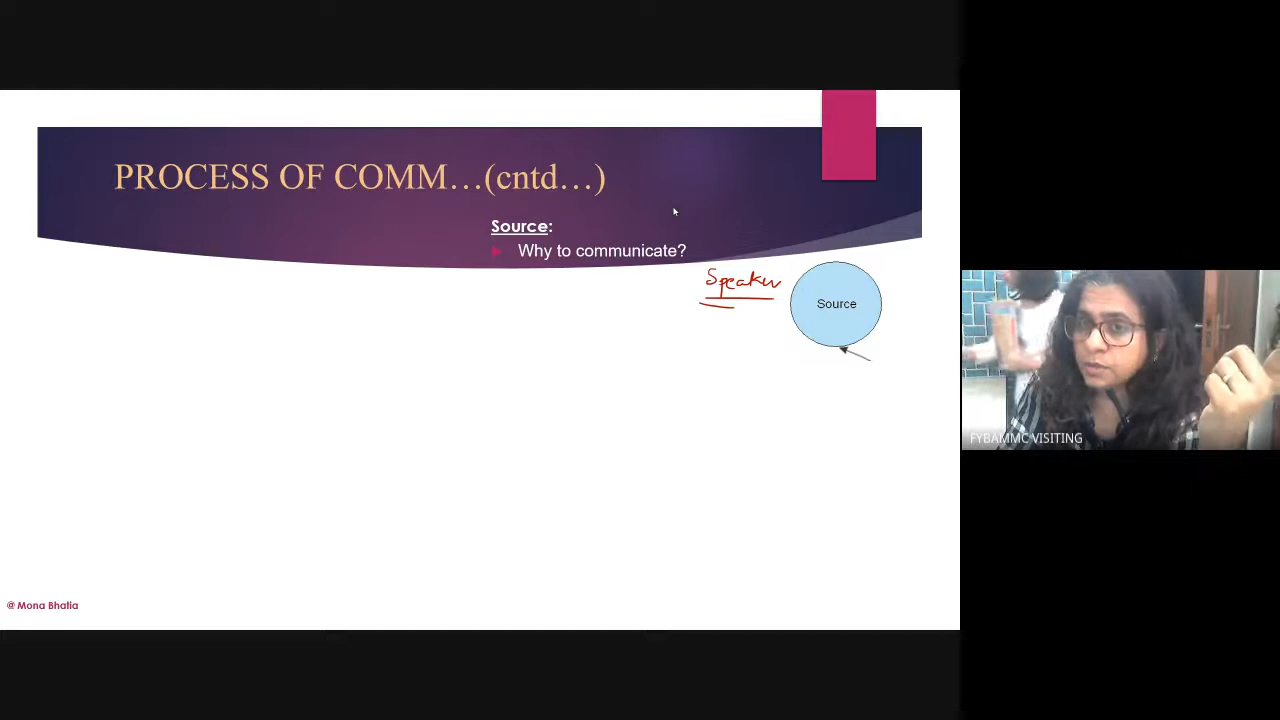 PROCESS OF COMM…(cntd…)
Source:
Why to communicate?
Speaker
Source
FYBAMMC VISITING
@ Mona Bhatia